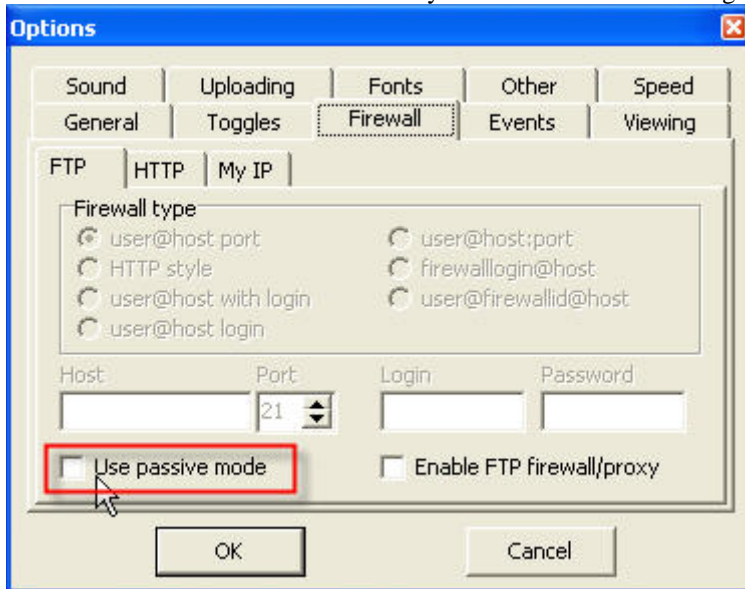 Options
Sound Uploading Fonts Other Speed
General Toggles Firewall Events Viewing
FTP HTTP My IP
Firewall type
user@host port user@host:port
HTTP style firewalllogin@host
user@host with login user@firewallid@host
user@host login
Host Port Login Password
21
Use passive mode Enable FTP firewall/proxy
OK Cancel